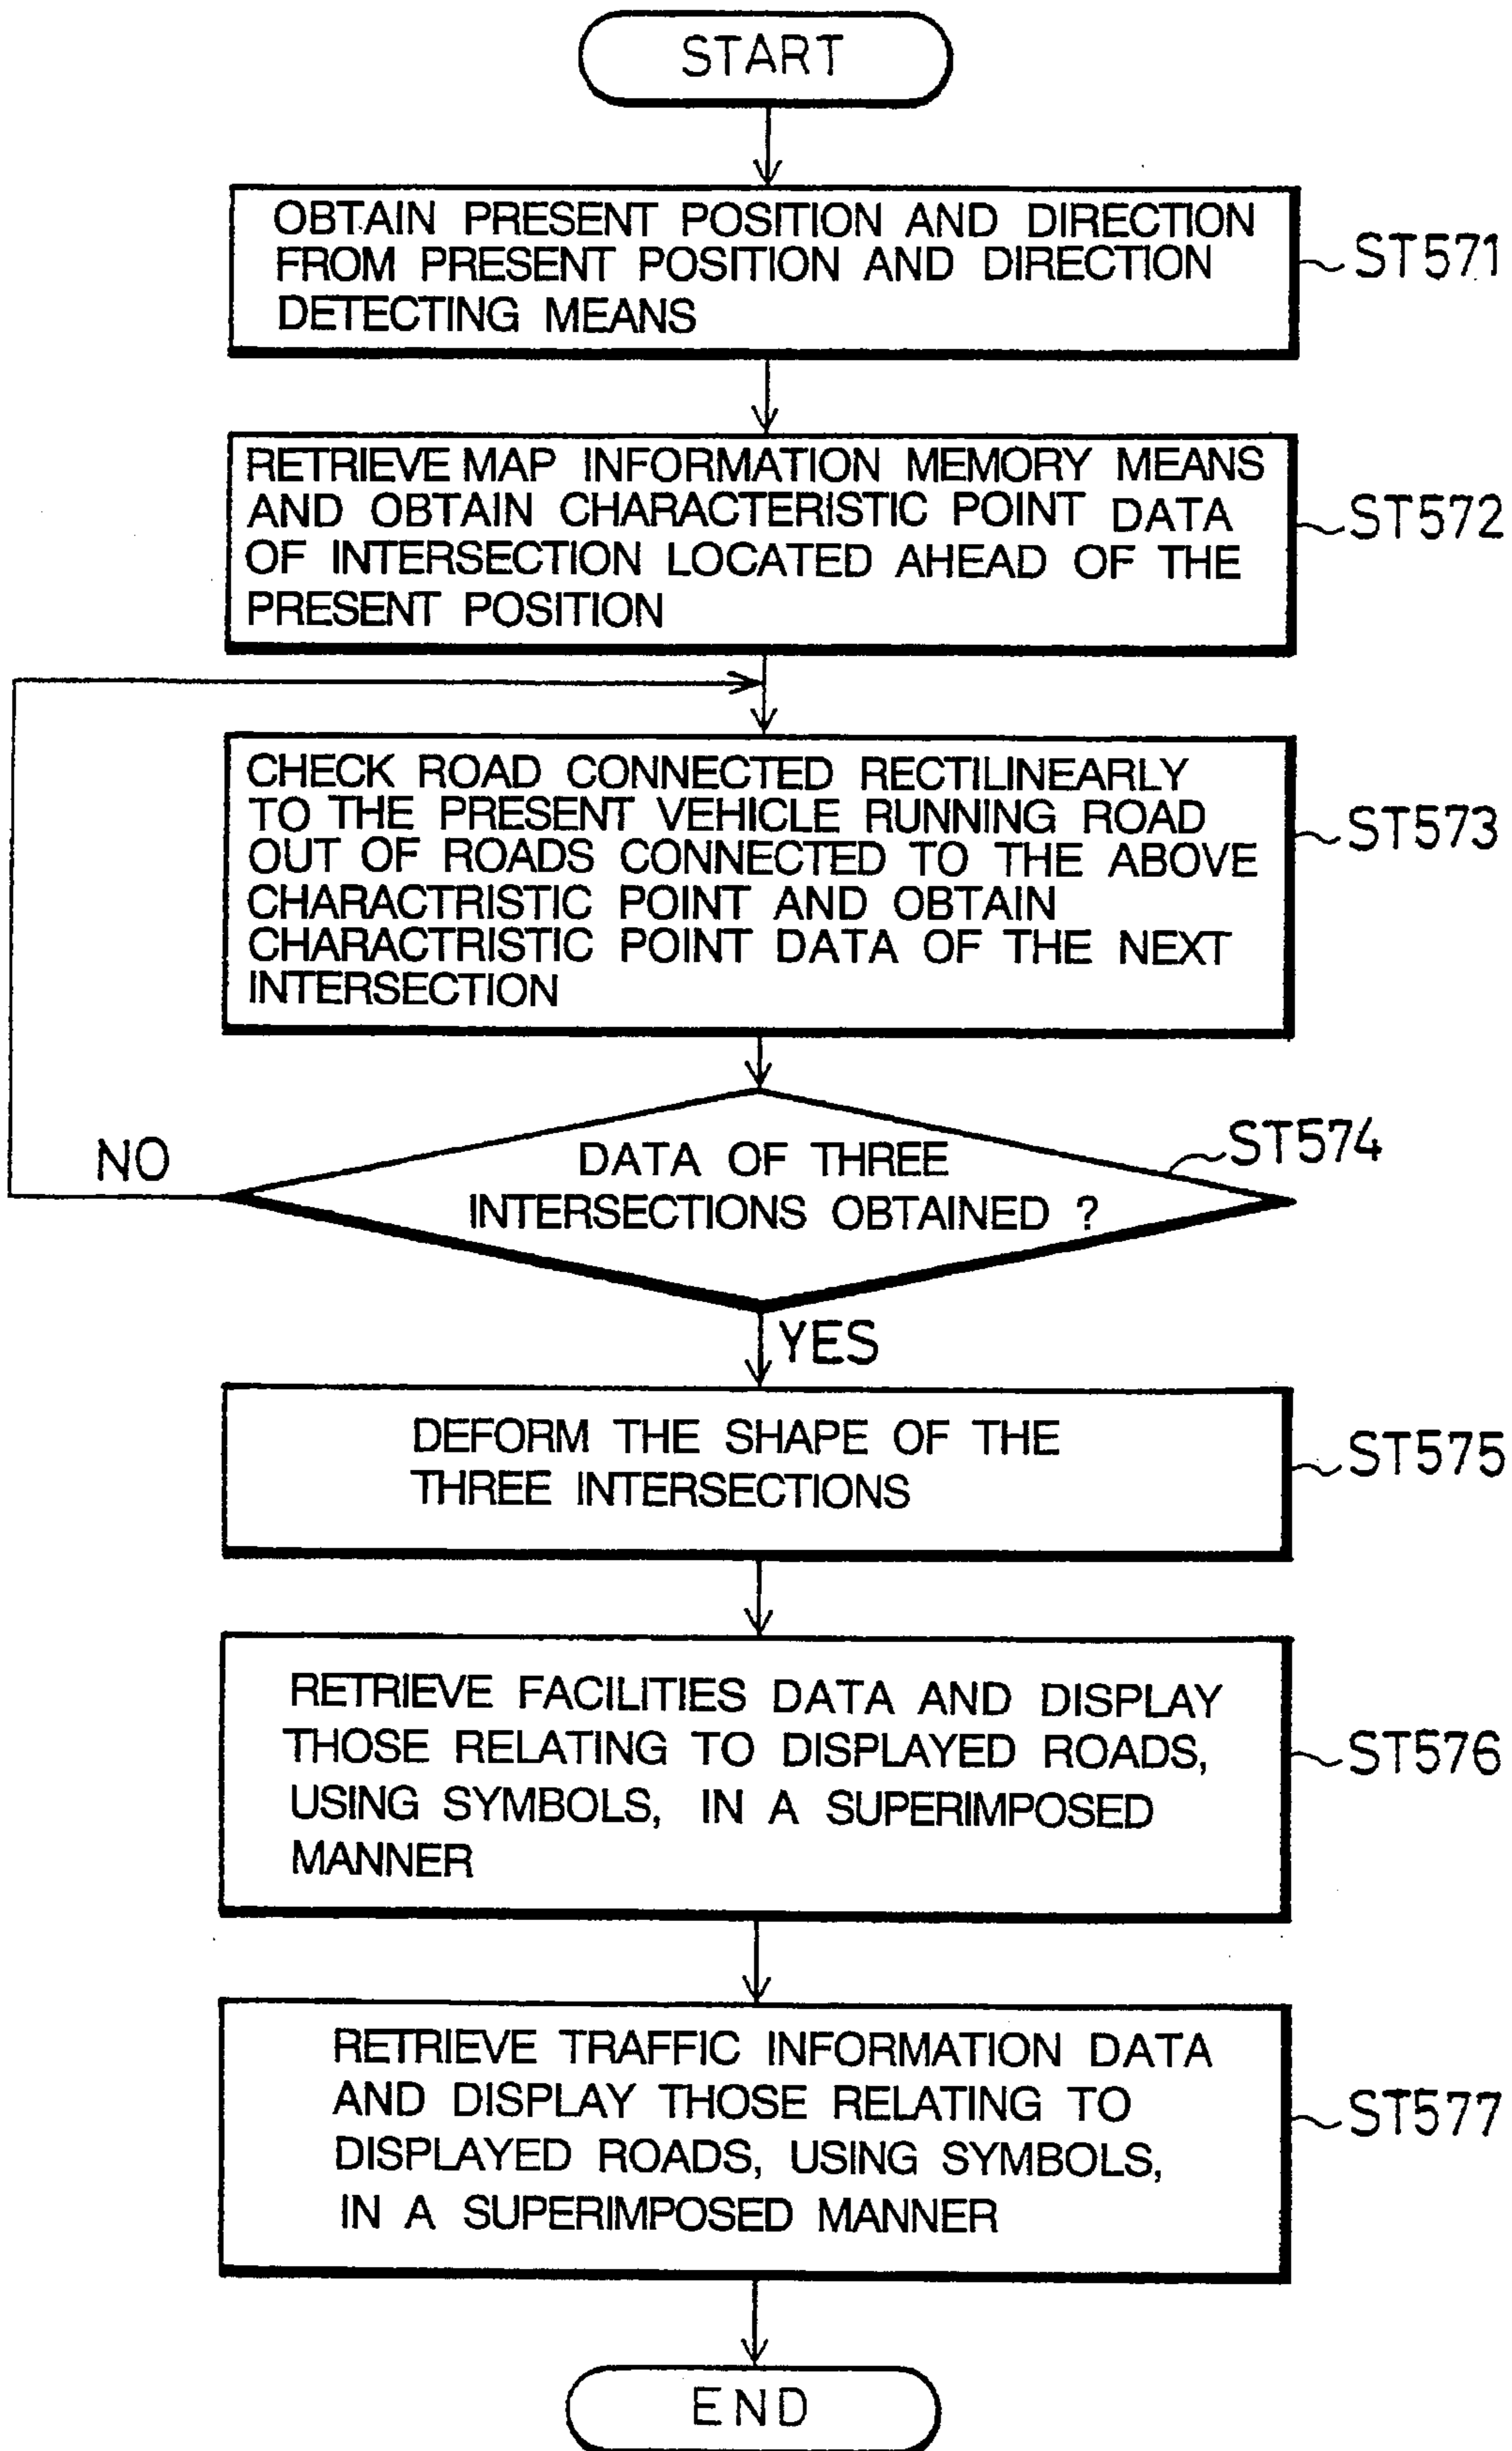 START
OBTAIN PRESENT POSITION AND DIRECTION
FROM PRESENT POSITION AND DIRECTION
DETECTING MEANS
ST571
RETRIEVE MAP INFORMATION MEMORY MEANS
AND OBTAIN CHARACTERISTIC POINT DATA
OF INTERSECTION LOCATED AHEAD OF THE
PRESENT POSITION
ST572
CHECK ROAD CONNECTED RECTILINEARLY
TO THE PRESENT VEHICLE RUNNING ROAD
OUT OF ROADS CONNECTED TO THE ABOVE
CHARACTRISTIC POINT AND OBTAIN
CHARACTRISTIC POINT DATA OF THE NEXT
INTERSECTION
ST573
DATA OF THREE
INTERSECTIONS OBTAINED ?
ST574
NO
YES
DEFORM THE SHAPE OF THE
THREE INTERSECTIONS
ST575
RETRIEVE FACILITIES DATA AND DISPLAY
THOSE RELATING TO DISPLAYED ROADS,
USING SYMBOLS, IN A SUPERIMPOSED
MANNER
ST576
RETRIEVE TRAFFIC INFORMATION DATA
AND DISPLAY THOSE RELATING TO
DISPLAYED ROADS, USING SYMBOLS,
IN A SUPERIMPOSED MANNER
ST577
END